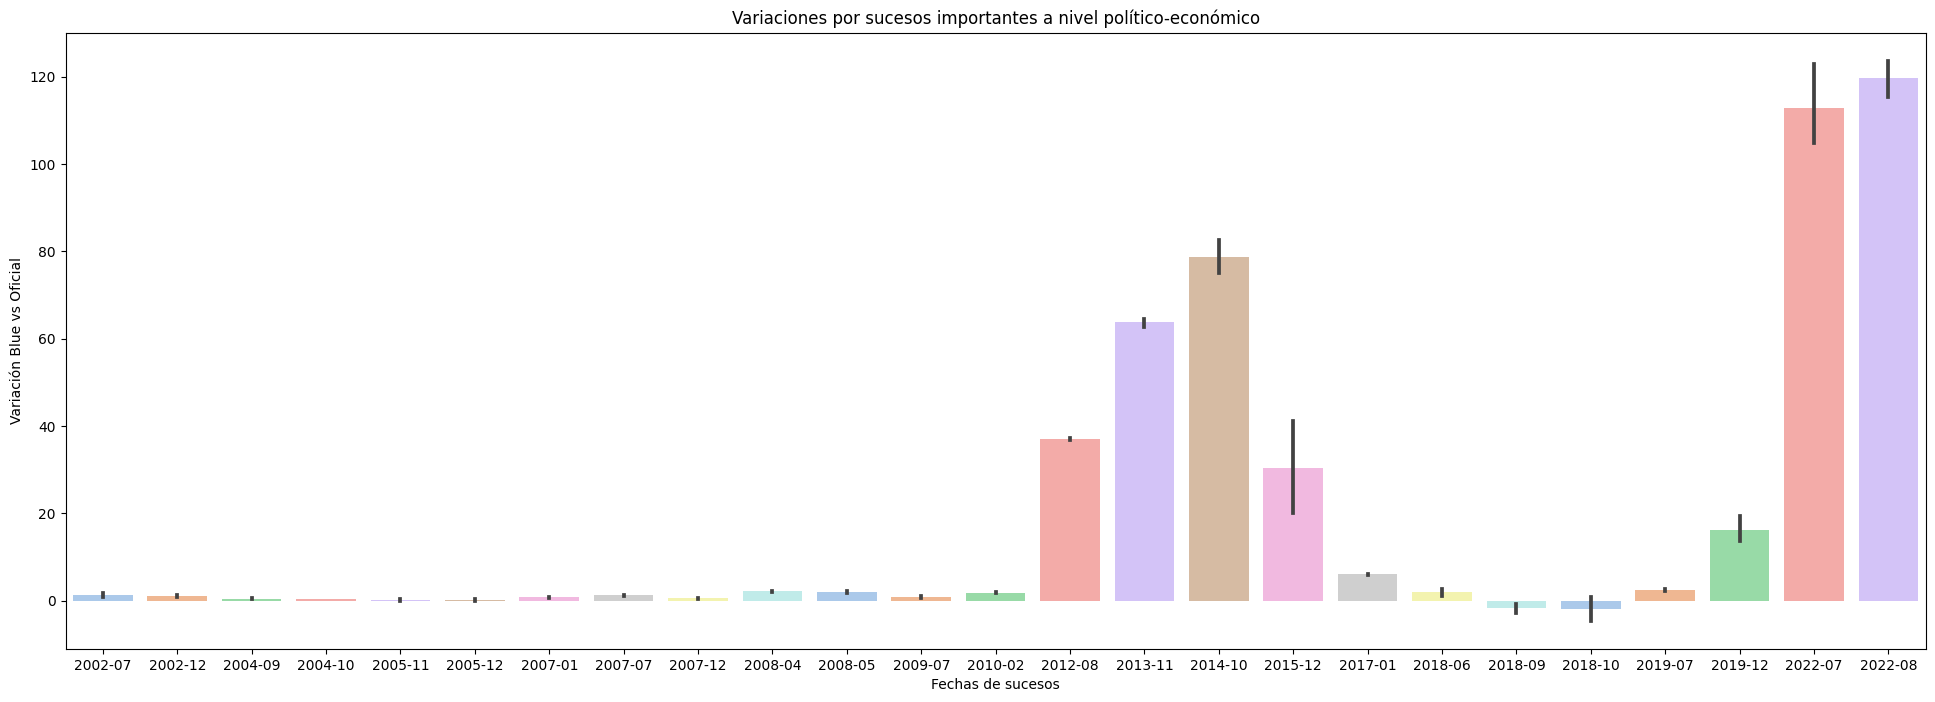 Variaciones por sucesos importantes a nivel político-económico
Variación Blue vs Oficial
120
100
80
60
40
20
0
2002-07 2002-12 2004-09 2004-10 2005-11 2005-12 2007-01 2007-07 2007-12 2008-04 2008-05 2009-07 2010-02 2012-08 2013-11 2014-10 2015-12 2017-01 2018-06 2018-09 2018-10 2019-07 2019-12 2022-07 2022-08
Fechas de sucesos